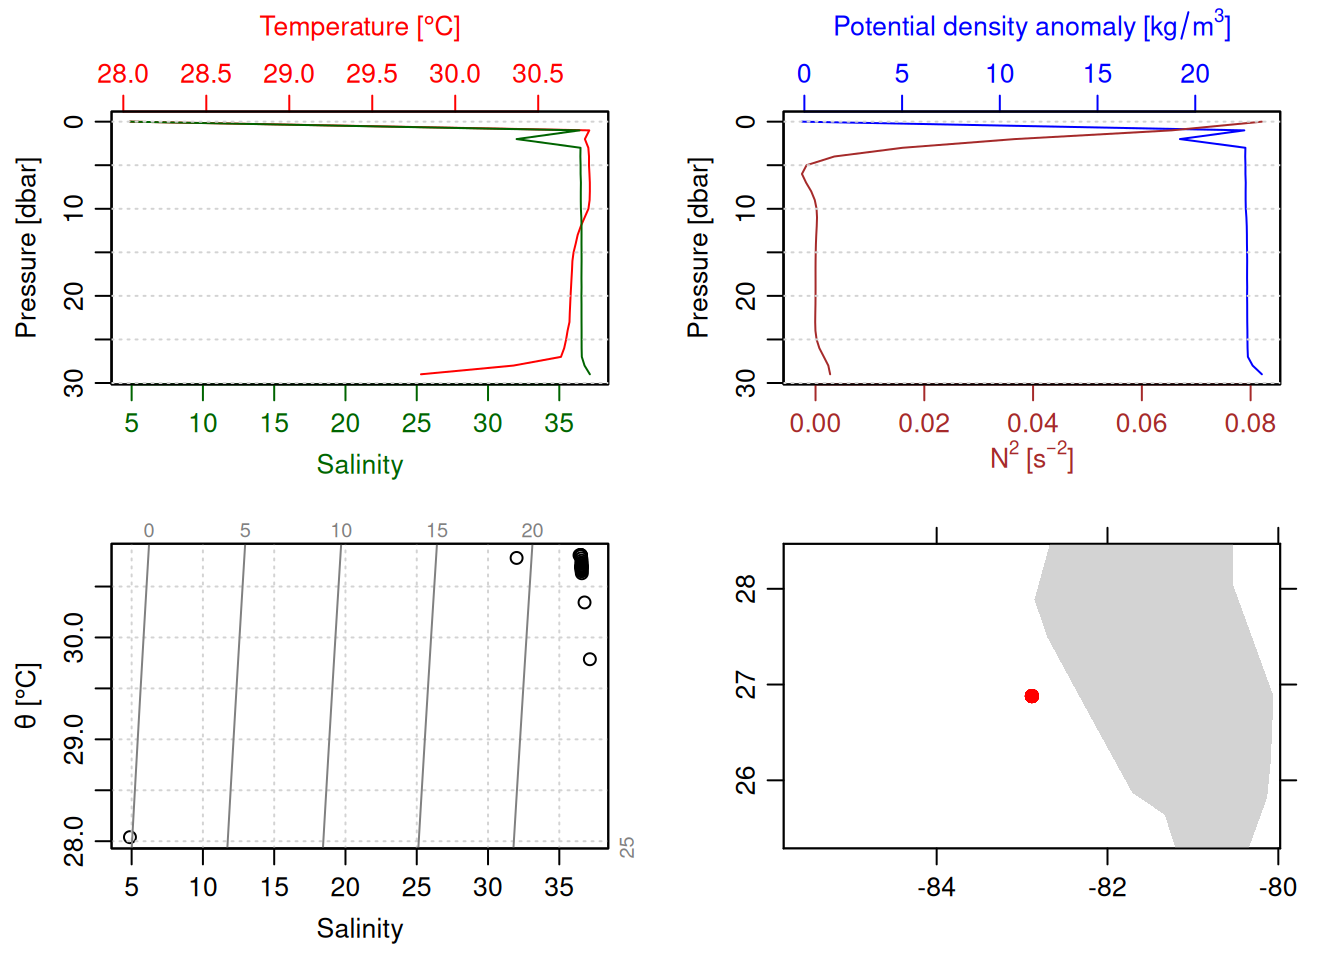 Temperature [°C]
28.0 28.5 29.0 29.5 30.0 30.5
Pressure [dbar]
0
10
20
30
5 10 15 20 25 30 35
Salinity
Potential density anomaly [kg/m³]
0 5 10 15 20
Pressure [dbar]
0
10
20
30
0.00 0.02 0.04 0.06 0.08
N² [s⁻²]
0 5 10 15 20
θ [°C]
30.0
29.0
28.0
25
5 10 15 20 25 30 35
Salinity
28
27
26
-84 -82 -80